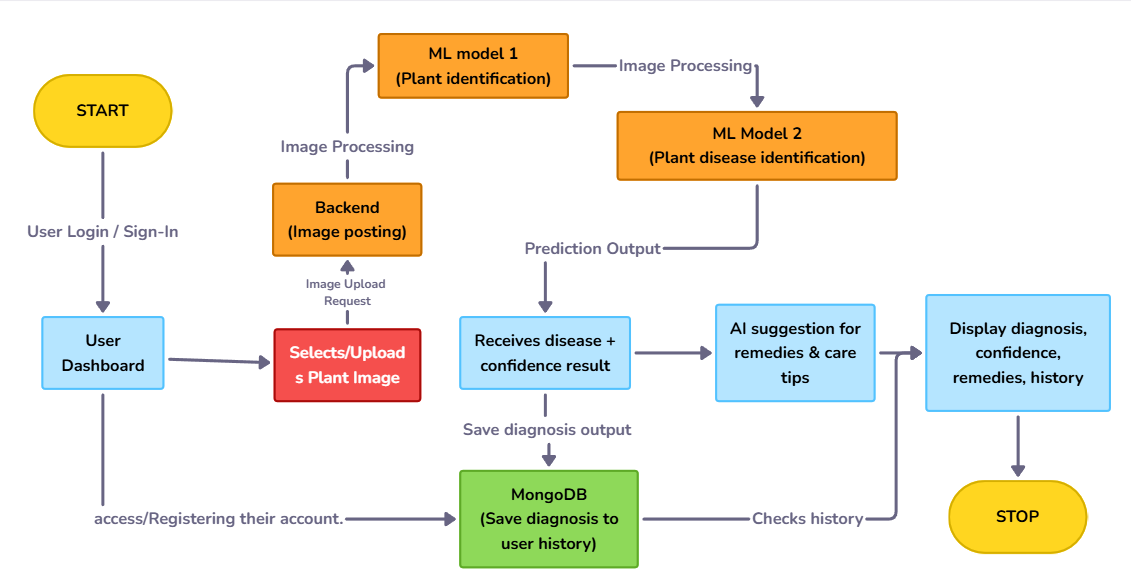 START
User Login / Sign-In
User
Dashboard
Selects/Upload
s Plant Image
Image Upload
Request
Backend
(Image posting)
Image Processing
ML model 1
(Plant identification)
Image Processing
ML Model 2
(Plant disease identification)
Prediction Output
Receives disease +
confidence result
AI suggestion for
remedies & care
tips
Display diagnosis,
confidence,
remedies, history
Save diagnosis output
access/Registering their account.
MongoDB
(Save diagnosis to
user history)
Checks history
STOP